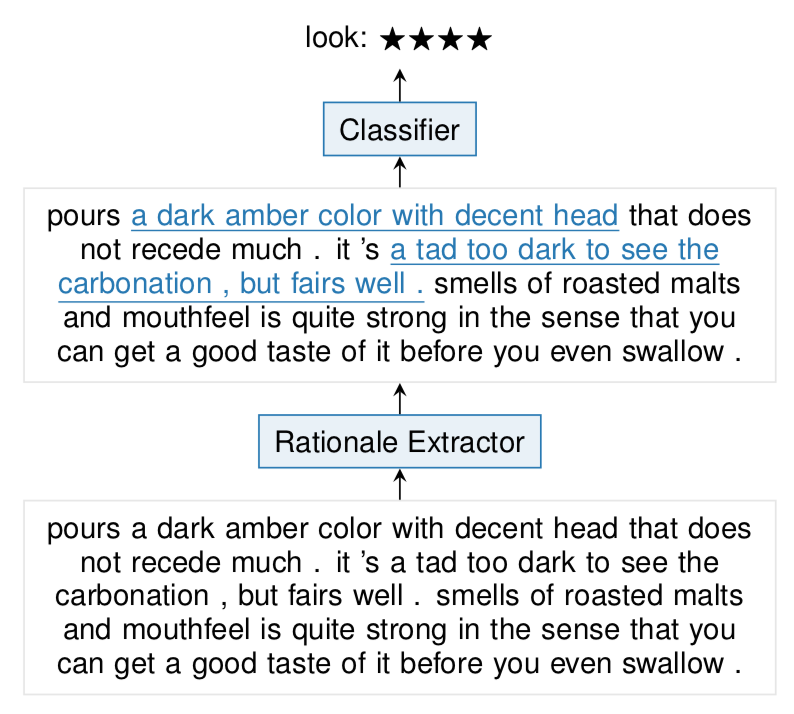 look: ★★★★
Classifier
pours a dark amber color with decent head that does
not recede much . it 's a tad too dark to see the
carbonation , but fairs well . smells of roasted malts
and mouthfeel is quite strong in the sense that you
can get a good taste of it before you even swallow .
Rationale Extractor
pours a dark amber color with decent head that does
not recede much . it 's a tad too dark to see the
carbonation , but fairs well . smells of roasted malts
and mouthfeel is quite strong in the sense that you
can get a good taste of it before you even swallow .